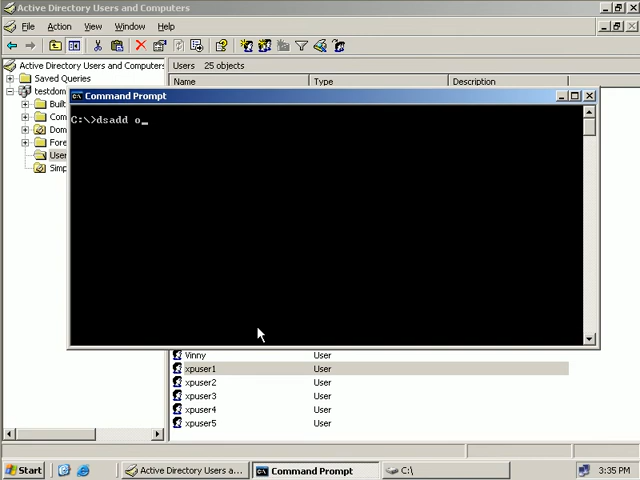 Active Directory Users and Computers
File Action View Window Help
Active Directory Users and Computers
Users 25 objects
Saved Queries
Name Type Description
testdom
Command Prompt
Built
Com
C:\>dsadd o_
Dom
Fore
User
Simp
Vinny User
xpuser1 User
xpuser2 User
xpuser3 User
xpuser4 User
xpuser5 User
Start Active Directory Users a... Command Prompt C:\ 3:35 PM